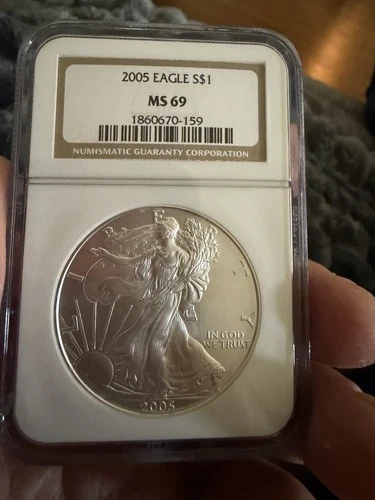 2005 EAGLE S$1
MS 69
1860670-159
NUMISMATIC GUARANTY CORPORATION
LIBERTY
IN GOD
WE TRUST
2005